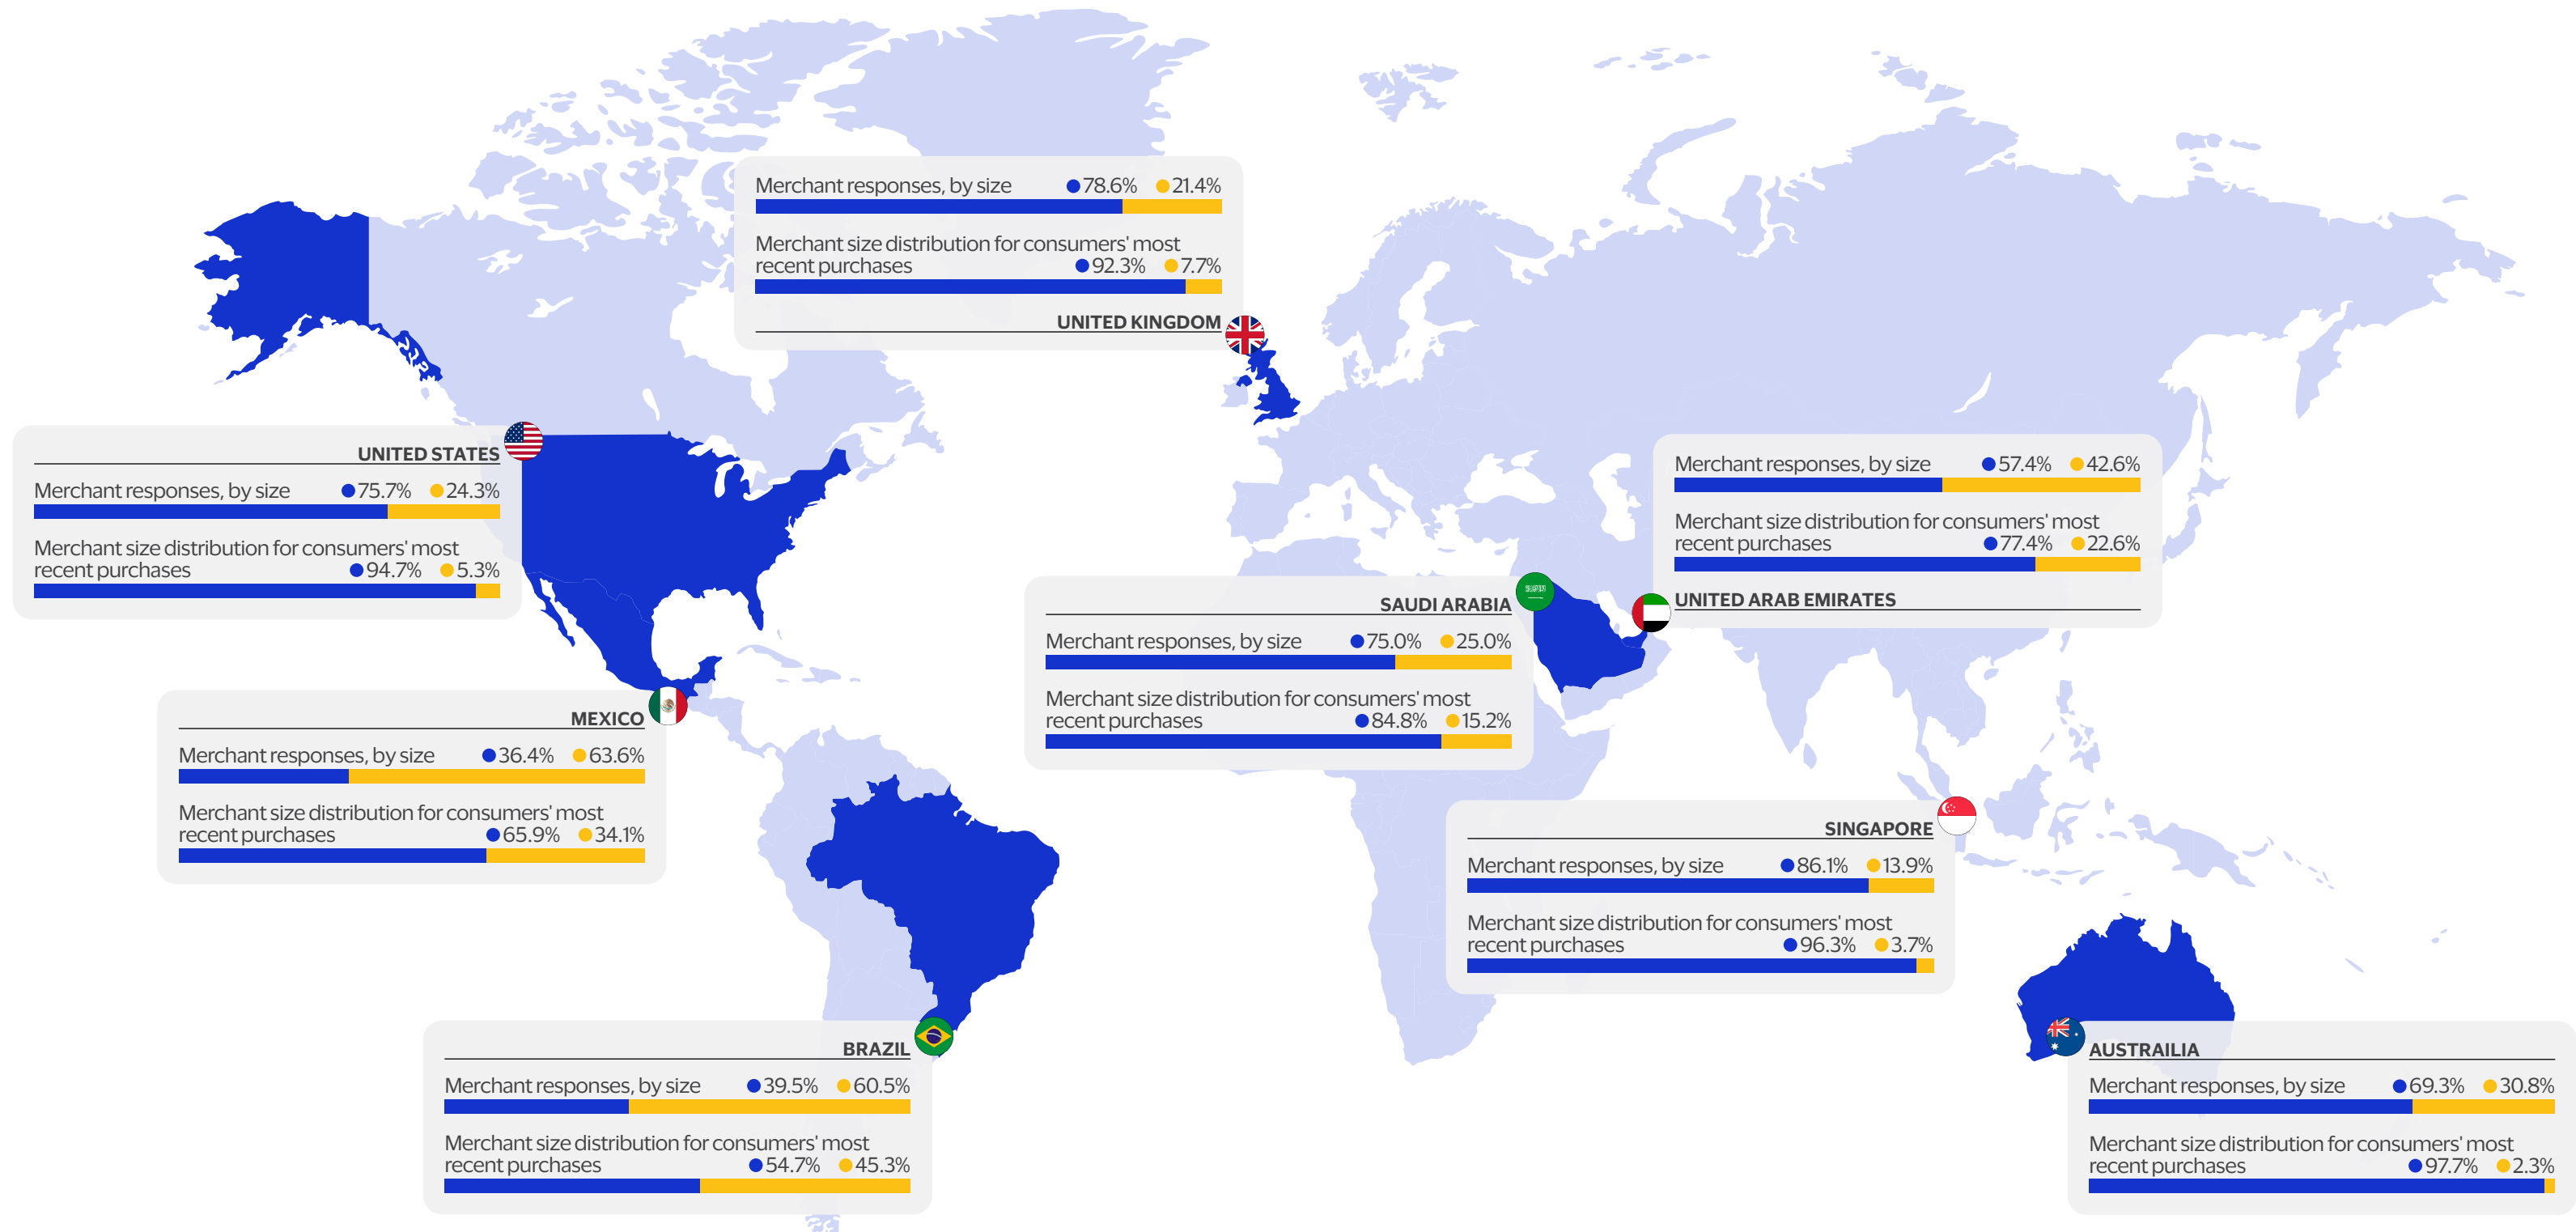 Merchant responses, by size 78.6% 21.4%
Merchant size distribution for consumers' most
recent purchases 92.3% 7.7%
UNITED KINGDOM
UNITED STATES
Merchant responses, by size 75.7% 24.3%
Merchant size distribution for consumers' most
recent purchases 94.7% 5.3%
Merchant responses, by size 57.4% 42.6%
Merchant size distribution for consumers' most
recent purchases 77.4% 22.6%
UNITED ARAB EMIRATES
SAUDI ARABIA
Merchant responses, by size 75.0% 25.0%
Merchant size distribution for consumers' most
recent purchases 84.8% 15.2%
MEXICO
Merchant responses, by size 36.4% 63.6%
Merchant size distribution for consumers' most
recent purchases 65.9% 34.1%
SINGAPORE
Merchant responses, by size 86.1% 13.9%
Merchant size distribution for consumers' most
recent purchases 96.3% 3.7%
BRAZIL
Merchant responses, by size 39.5% 60.5%
Merchant size distribution for consumers' most
recent purchases 54.7% 45.3%
AUSTRAILIA
Merchant responses, by size 69.3% 30.8%
Merchant size distribution for consumers' most
recent purchases 97.7% 2.3%